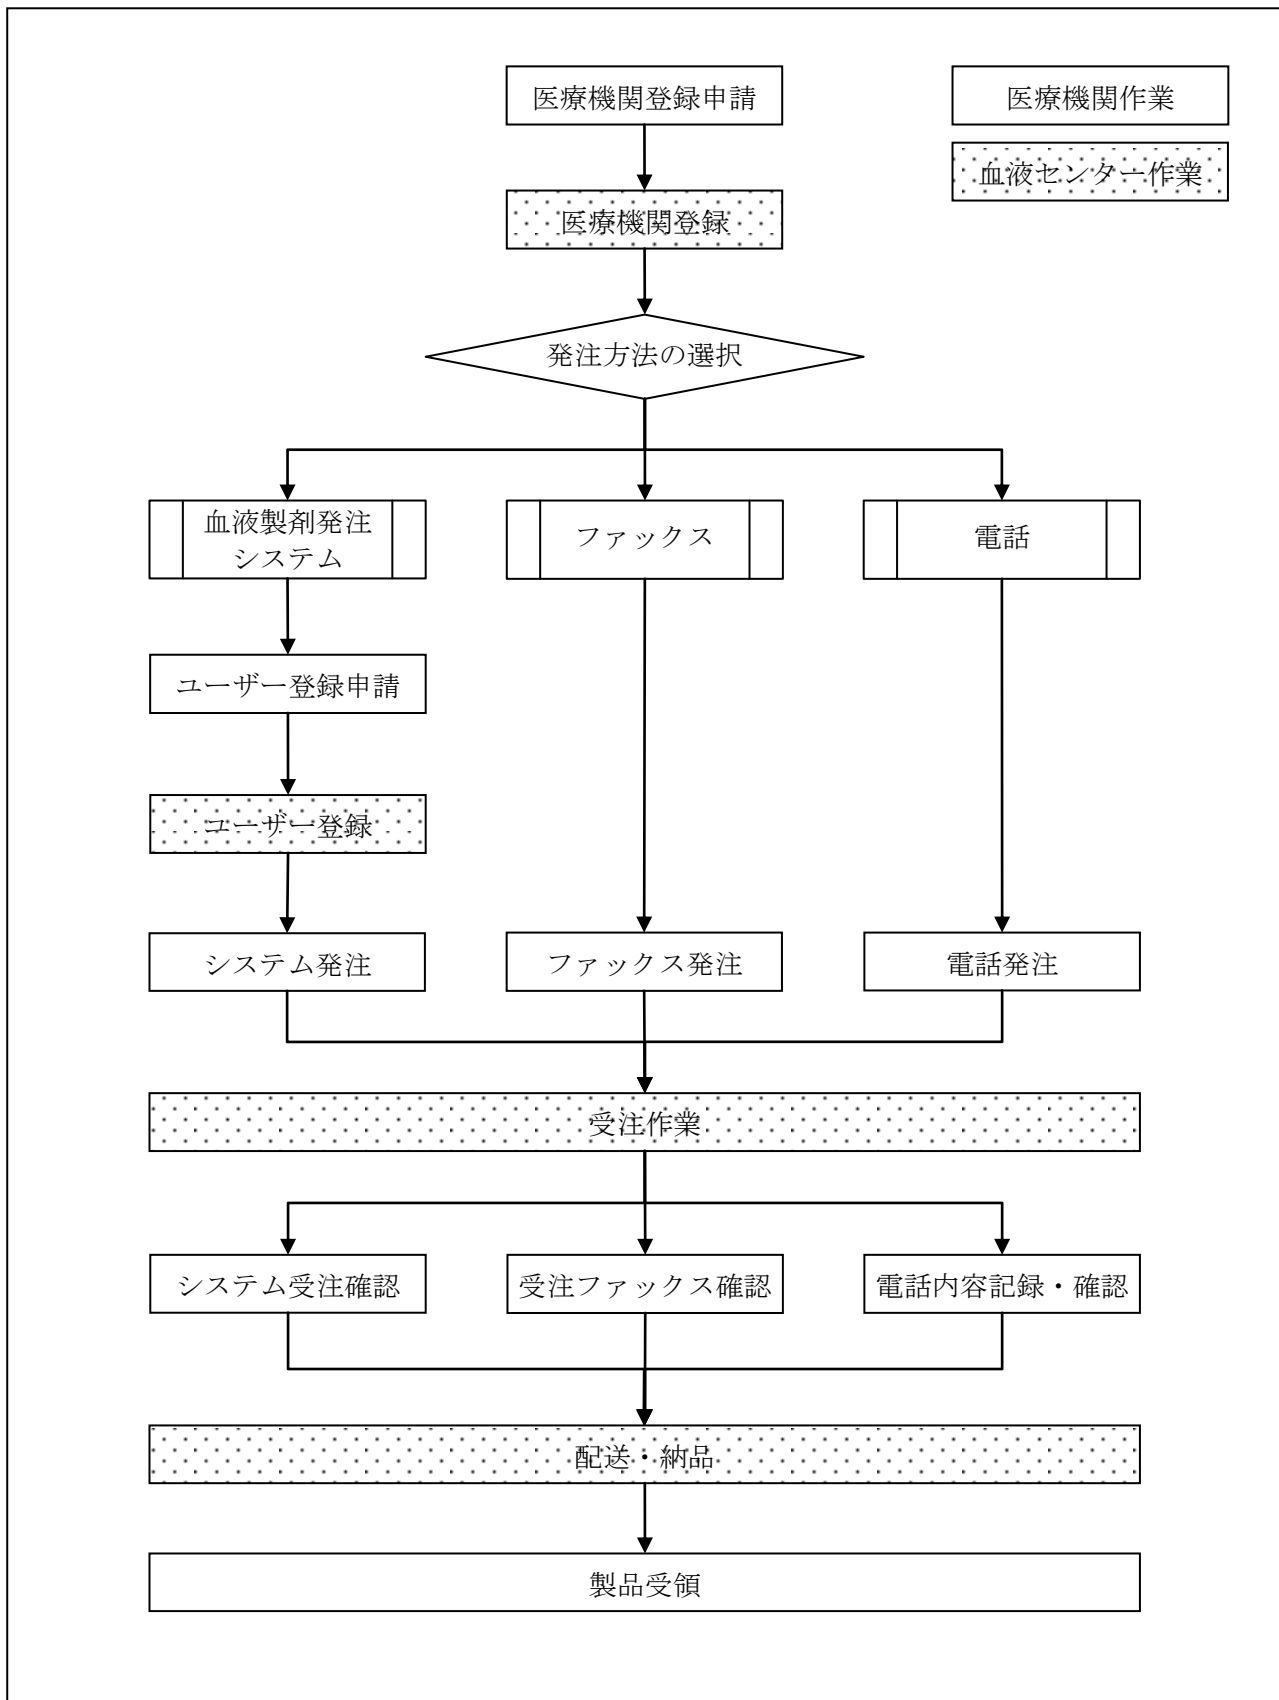 医療機関登録申請
医療機関作業
血液センター作業
医療機関登録
発注方法の選択
血液製剤発注
システム
ファックス
電話
ユーザー登録申請
ユーザー登録
システム発注
ファックス発注
電話発注
受注作業
システム受注確認
受注ファックス確認
電話内容記録・確認
配送・納品
製品受領